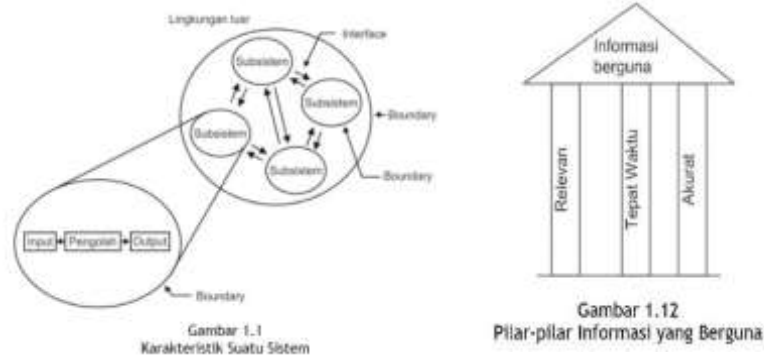 Lingkungan luar
Interface
Subsistem
Subsistem
Boundary
Subsistem
Subsistem
Boundary
Input
Pengolah
Output
Boundary
Gambar 1.1
Karakteristik Suatu Sistem
Informasi
berguna
Relevan
Tepat Waktu
Akurat
Gambar 1.12
Pilar-pilar Informasi yang Berguna